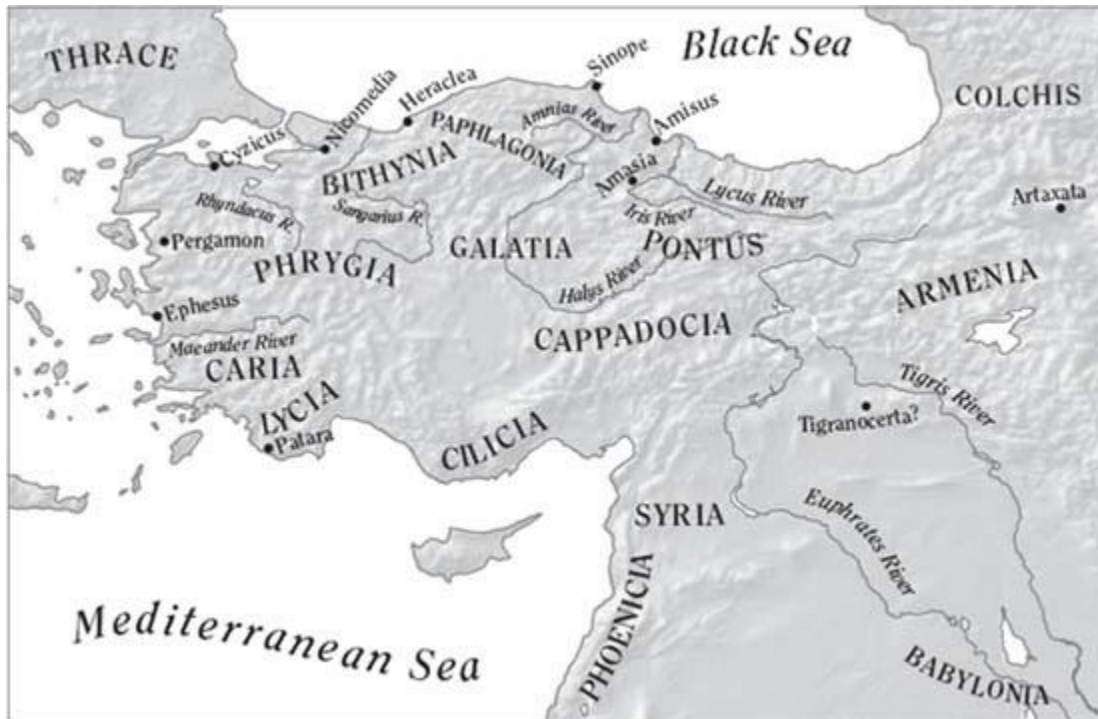 THRACE
Black Sea
Sinope
COLCHIS
Nicomedia
Heraclea
Amnias River
Amisus
Cyzicus
PAPHLAGONIA
BITHYNIA
Amasia
Lycus River
Artaxata
Rhyndacus R.
Sangarius R.
Iris River
Pergamon
PHRYGIA
GALATIA
PONTUS
Halys River
ARMENIA
Ephesus
CAPPADOCIA
Maeander River
CARIA
Tigris River
LYCIA
Tigranocerta?
Patara
CILICIA
SYRIA
Euphrates River
Mediterranean Sea
PHOENICIA
BABYLONIA